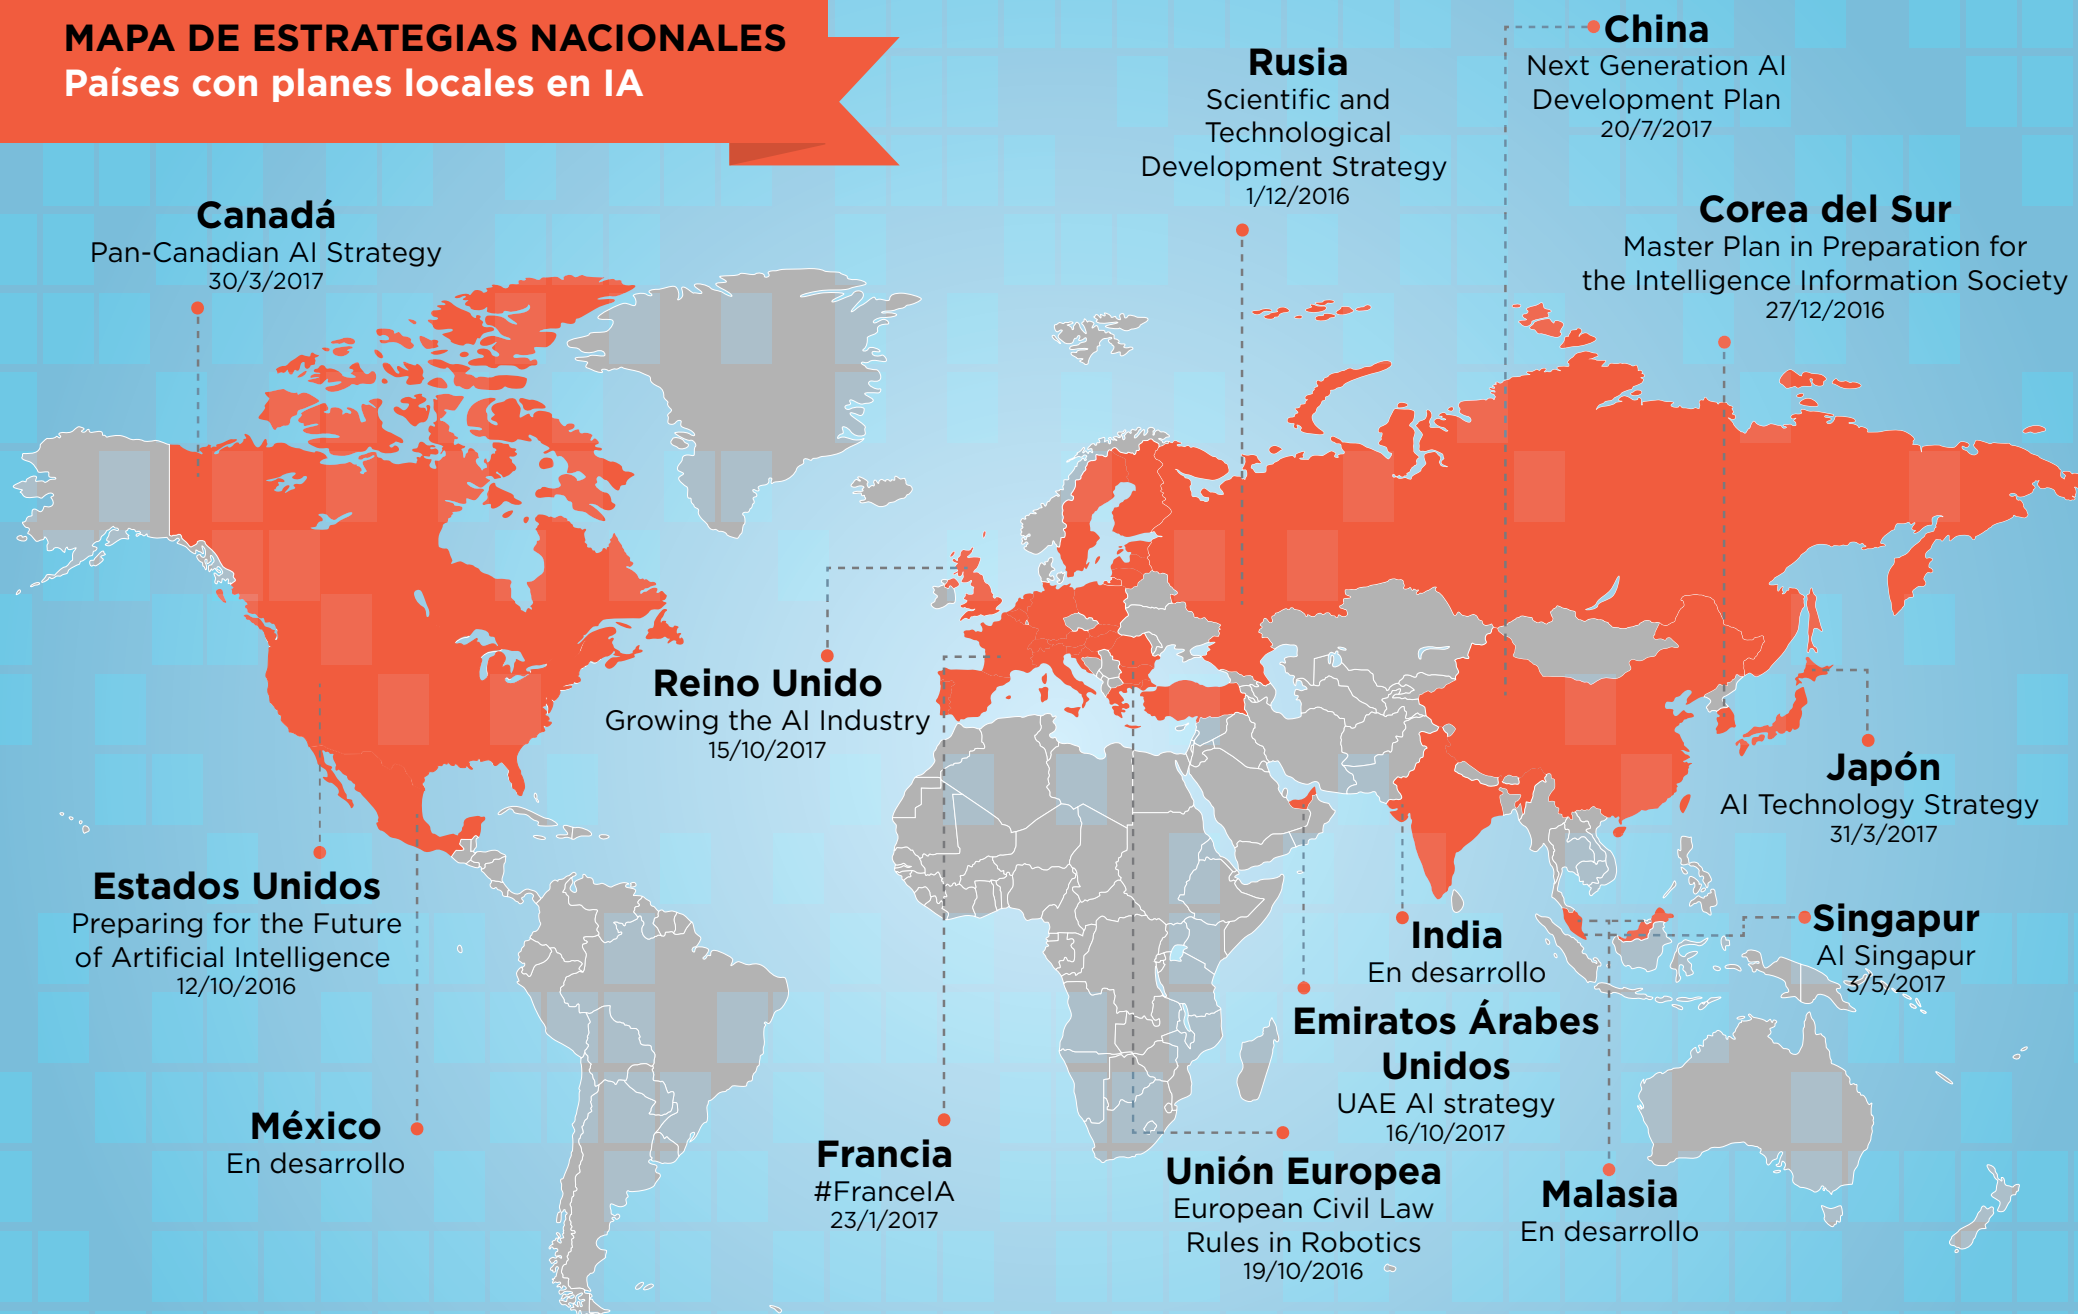 MAPA DE ESTRATEGIAS NACIONALES
Países con planes locales en IA
China
Next Generation AI
Development Plan
20/7/2017
Rusia
Scientific and
Technological
Development Strategy
1/12/2016
Canadá
Pan-Canadian AI Strategy
30/3/2017
Corea del Sur
Master Plan in Preparation for
the Intelligence Information Society
27/12/2016
Reino Unido
Growing the AI Industry
15/10/2017
Japón
AI Technology Strategy
31/3/2017
Estados Unidos
Preparing for the Future
of Artificial Intelligence
12/10/2016
India
En desarrollo
Singapur
AI Singapur
3/5/2017
Emiratos Árabes
Unidos
UAE AI strategy
16/10/2017
México
En desarrollo
Francia
#FranceIA
23/1/2017
Unión Europea
European Civil Law
Rules in Robotics
19/10/2016
Malasia
En desarrollo